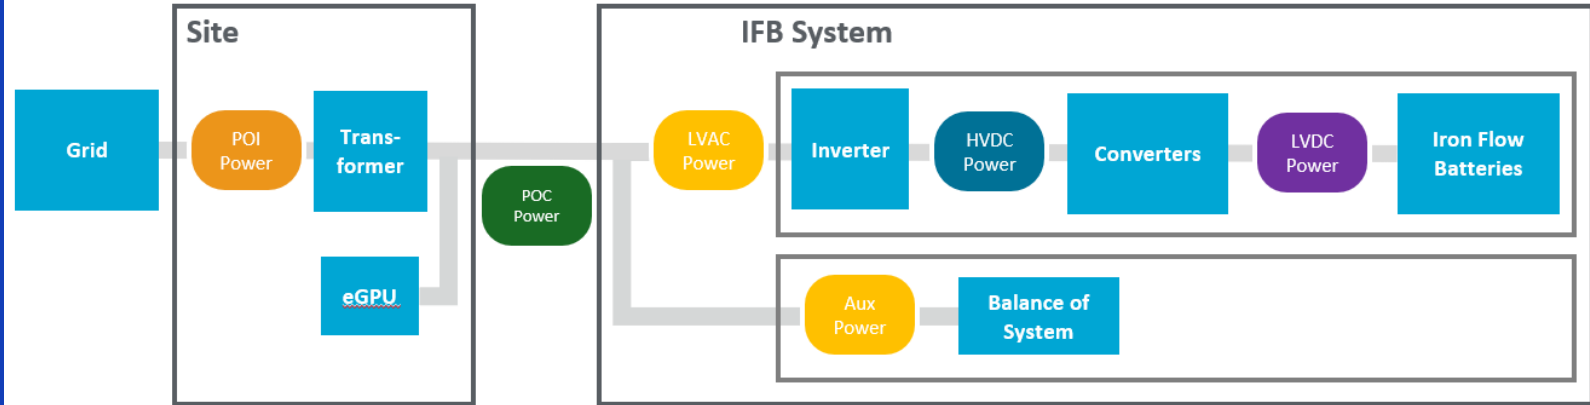 Site
IFB System
Grid
POI
Power
Trans-
former
LVAC
Power
Inverter
HVDC
Power
Converters
LVDC
Power
Iron Flow
Batteries
POC
Power
eGPU
Aux
Power
Balance of
System